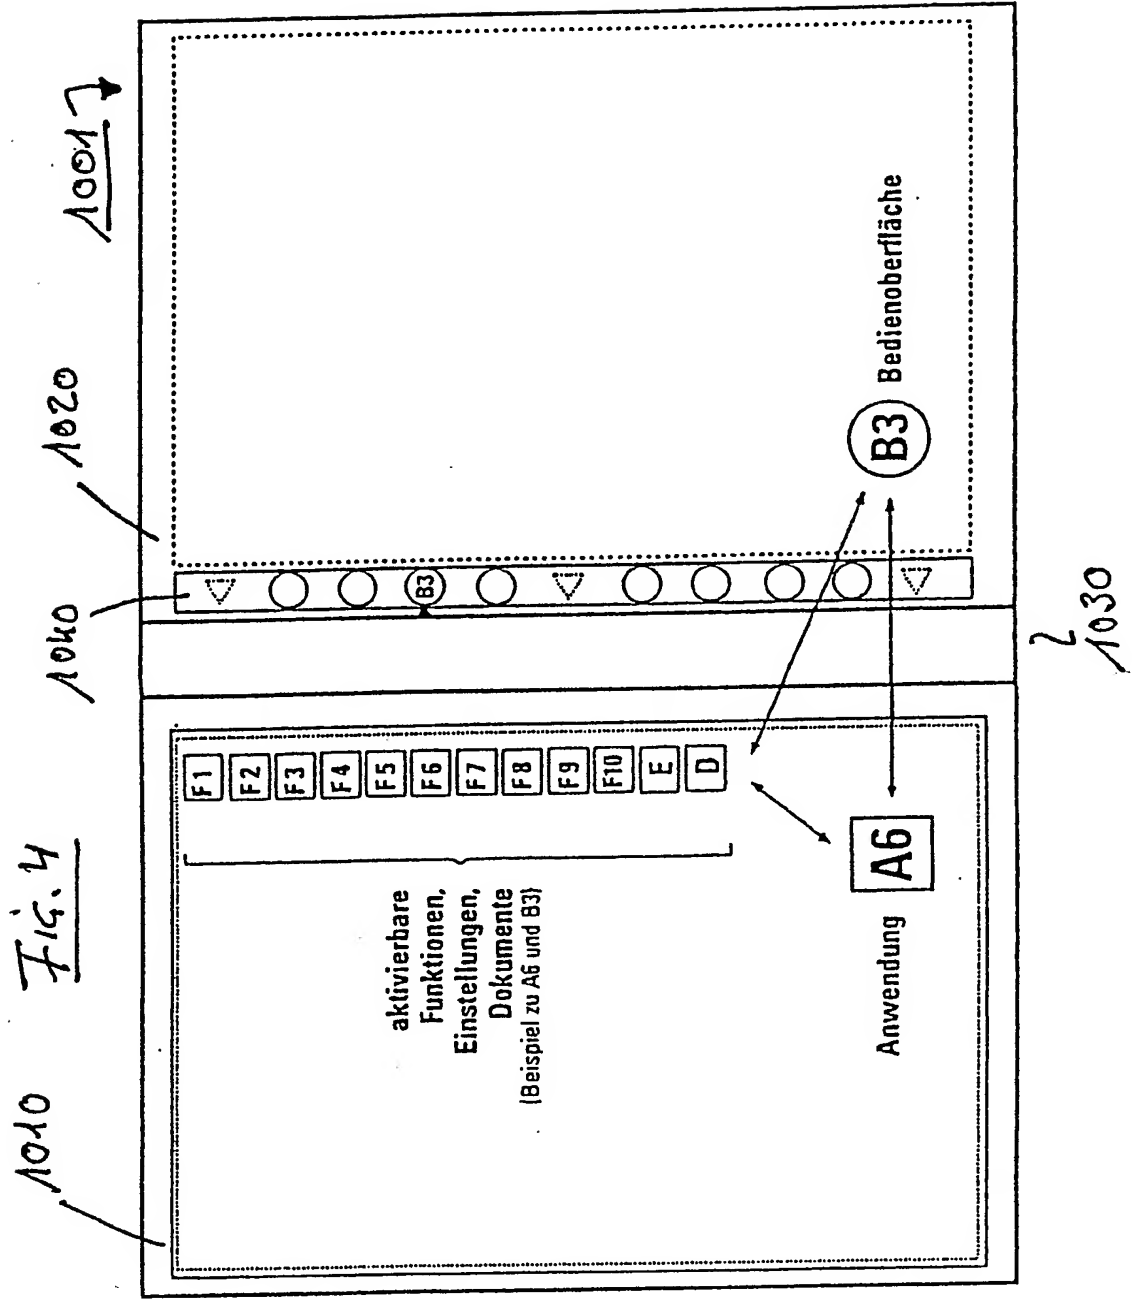 Fig. 4
1010
1040
1020
1001
F1
F2
F3
F4
F5
F6
F7
F8
F9
F10
E
D
aktivierbare
Funktionen,
Einstellungen,
Dokumente
(Beispiel zu A6 und B3)
B3
Anwendung
A6
B3
Bedienoberfläche
1030